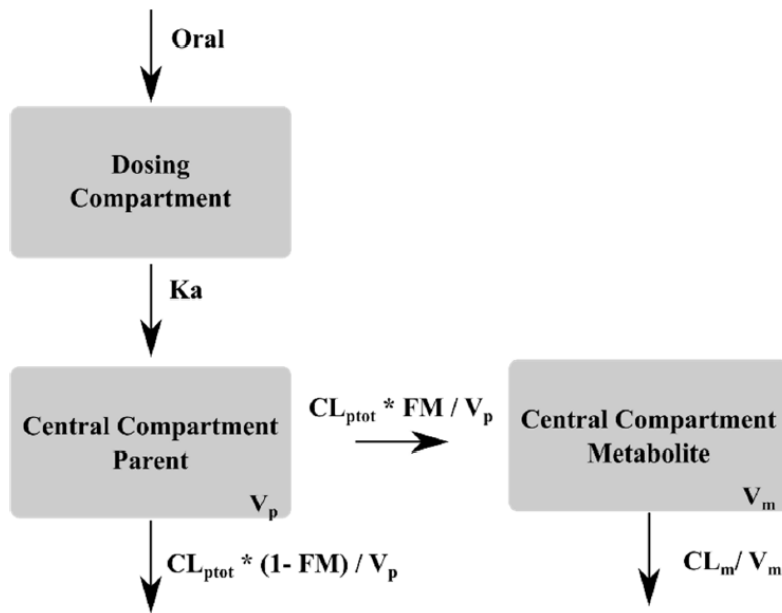 Oral
Dosing
Compartment
Ka
Central Compartment
Parent
V_p
CL_ptot * FM / V_p
Central Compartment
Metabolite
V_m
CL_ptot * (1- FM) / V_p
CL_m/ V_m